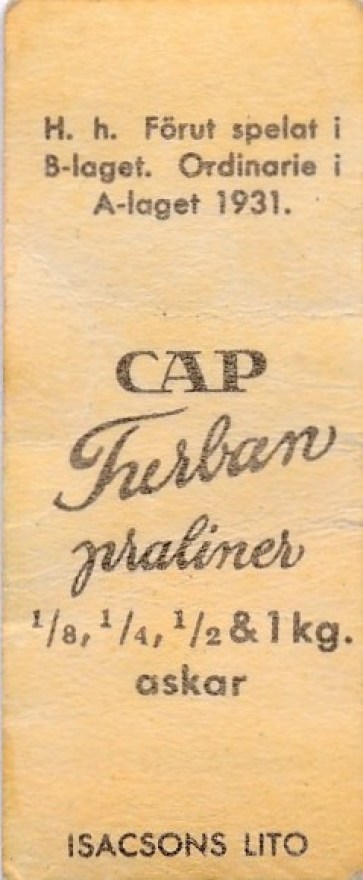 H. h. Förut spelat i
B-laget. Ordinarie i
A-laget 1931.
CAP
Turban
praliner
1/8, 1/4, 1/2 & 1 kg.
askar
ISACSONS LITO